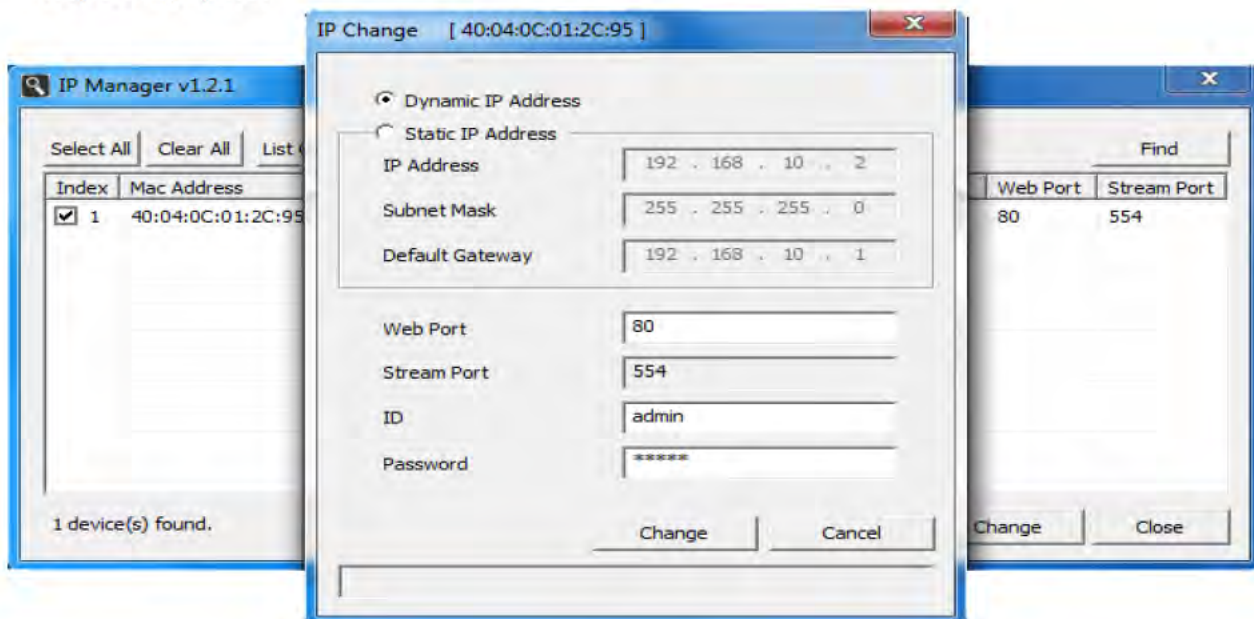 IP Change [ 40:04:0C:01:2C:95 ]
IP Manager v1.2.1
Select All Clear All List
Find
Index Mac Address Web Port Stream Port
1 40:04:0C:01:2C:95 80 554
Dynamic IP Address
Static IP Address
IP Address 192 . 168 . 10 . 2
Subnet Mask 255 . 255 . 255 . 0
Default Gateway 192 . 168 . 10 . 1
Web Port 80
Stream Port 554
ID admin
Password *****
Change Cancel
1 device(s) found.
Change Close